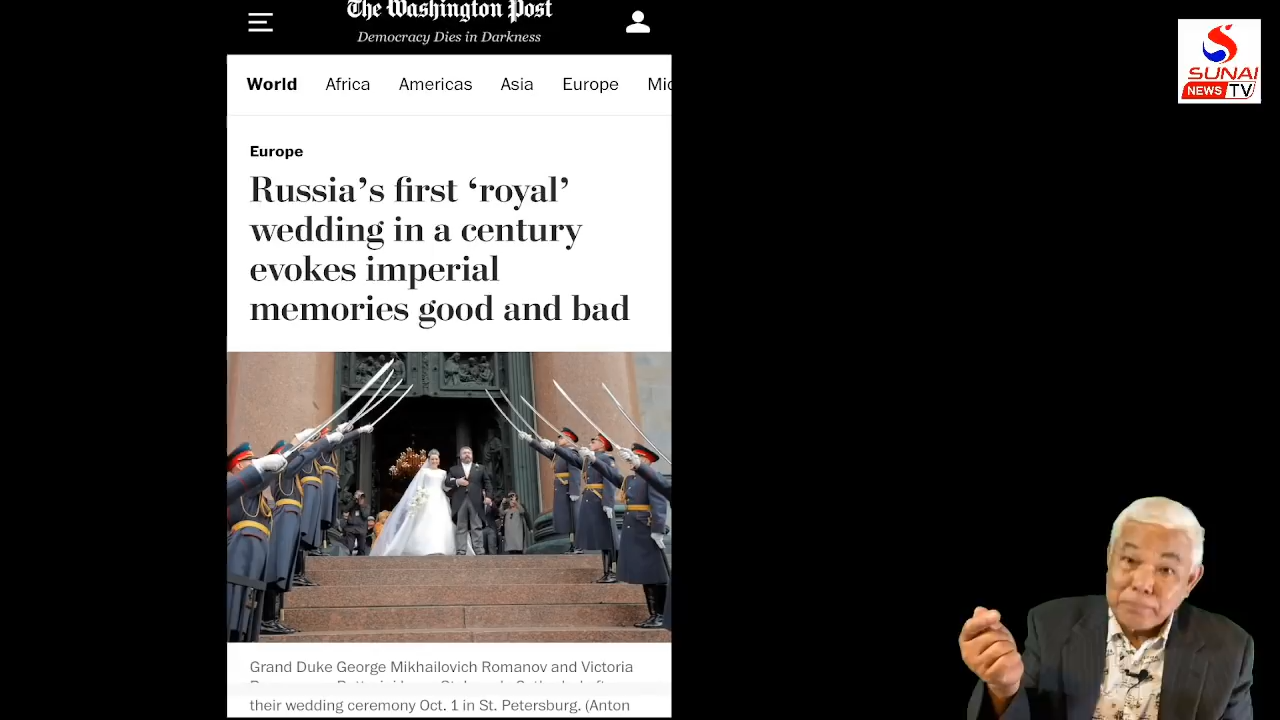 The Washington Post
Democracy Dies in Darkness
World Africa Americas Asia Europe
SUNAI
NEWS TV
Europe
Russia's first ‘royal’
wedding in a century
evokes imperial
memories good and bad
Grand Duke George Mikhailovich Romanov and Victoria
their wedding ceremony Oct. 1 in St. Petersburg. (Anton